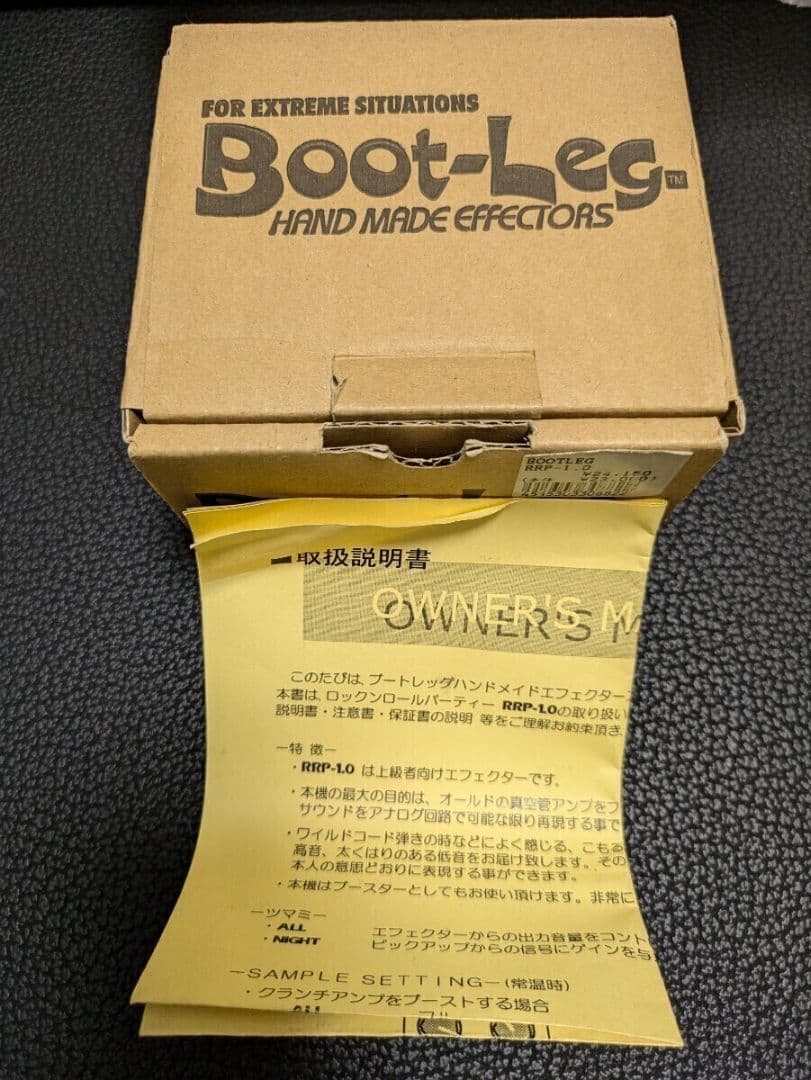 FOR EXTREME SITUATIONS
Boot-Leg TM
HAND MADE EFFECTORS
BOOTLEG
RRP-1.0
取扱説明書
OWNER'S M
このたびは、ブートレッグハンドメイドエフェクター
本書は、ロックンロールパーティー RRP-1.0の取り扱い
説明書・注意書・保証書の説明 等をご理解お約束頂き、
ー特 徴ー
・RRP-1.0 は上級者向けエフェクターです。
・本機の最大の目的は、オールドの真空管アンプをフ
サウンドをアナログ回路で可能な限り再現する事で
・ワイルドコード弾きの時などによく感じる、こもる
高音、太くはりのある低音をお届け致します。その
本人の意思どおりに表現する事ができます。
・本機はブースターとしてもお使い頂けます。非常に
ーツマミー
・ALL エフェクターからの出力音量をコント
・NIGHT ピックアップからの信号にゲインを与
ーSAMPLE SETTINGー(常温時)
・クランチアンプをブーストする場合
ALL フル